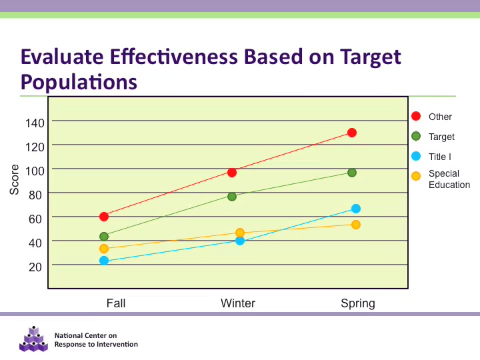 Evaluate Effectiveness Based on Target
Populations
140
120
100
80
60
40
20
Score
Fall
Winter
Spring
Other
Target
Title I
Special
Education
National Center on
Response to Intervention